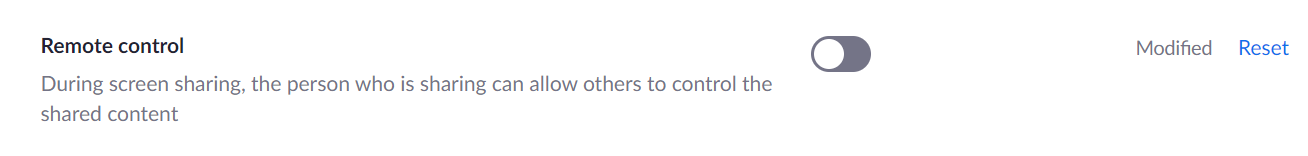 Remote control
Modified Reset
During screen sharing, the person who is sharing can allow others to control the
shared content